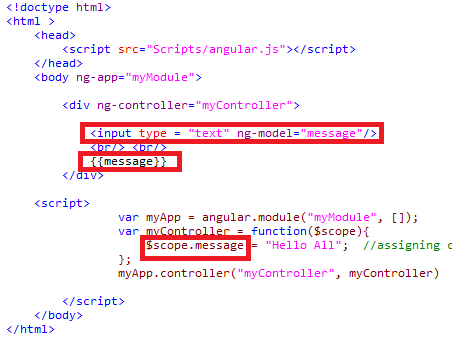 <!doctype html>
<html >
<head>
<script src="Scripts/angular.js"></script>
</head>
<body ng-app="myModule">
<div ng-controller="myController">
<input type = "text" ng-model="message"/>
<br/> <br/>
{{message}}
</div>
<script>
var myApp = angular.module("myModule", []);
var myController = function($scope){
$scope.message = "Hello All"; //assigning
};
myApp.controller("myController", myController)
</script>
</body>
</html>